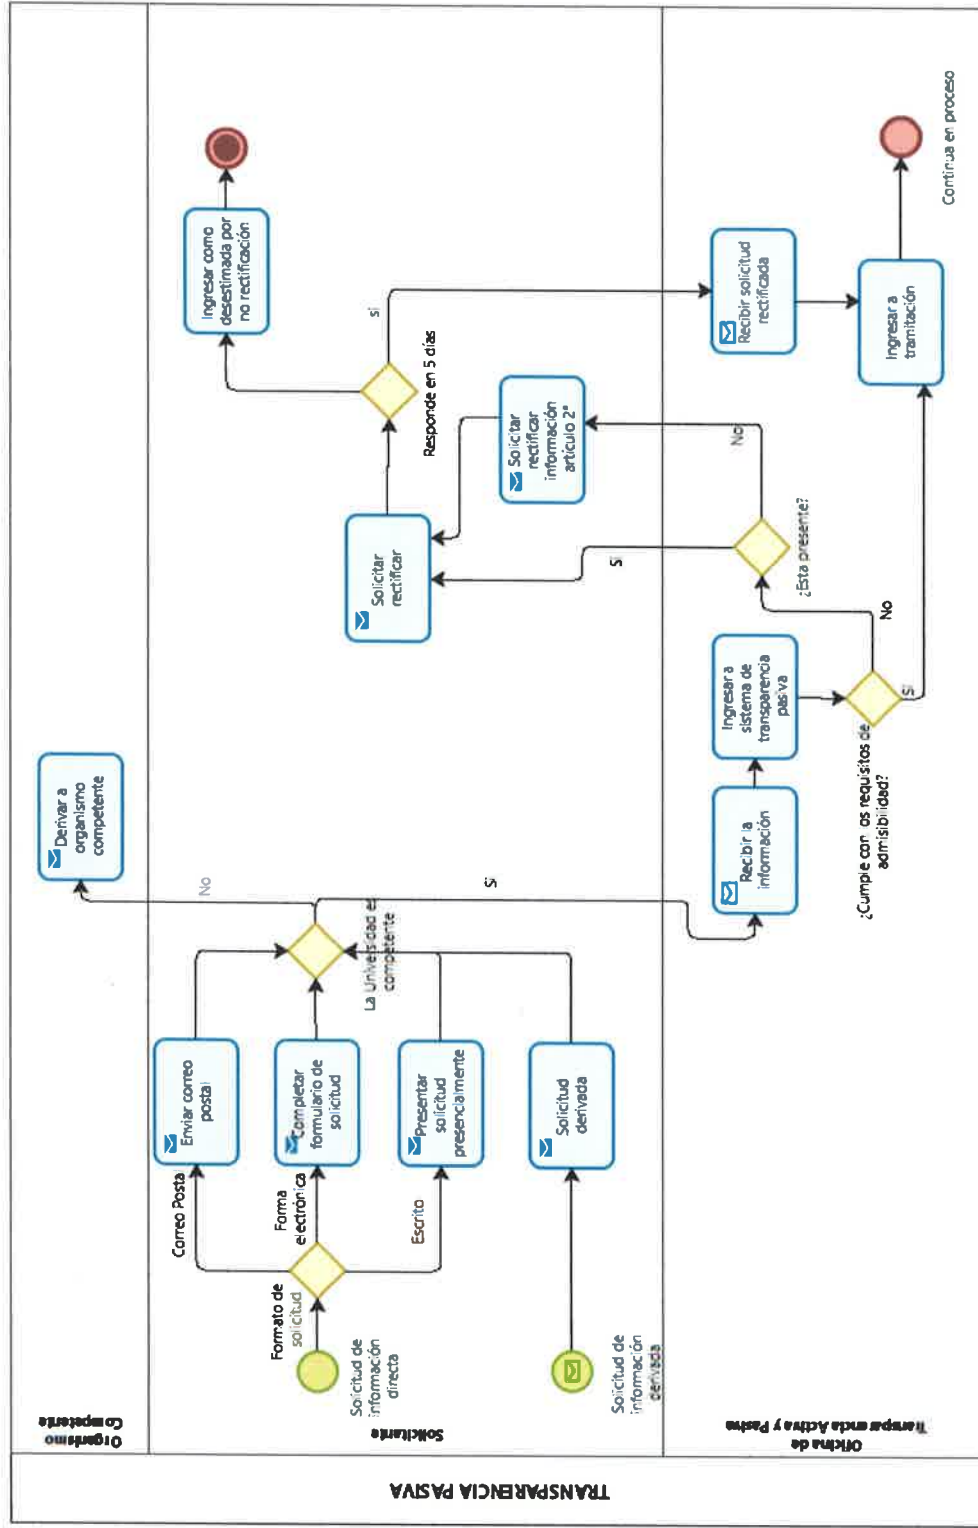 TRANSPARENCIA PASIVA
Organismo
Competente
Solicitante
Oficina de
Transparencia Activa y Pasiva
Derivar a
organismo
competente
No
Solicitud de
información
directa
Formato de
solicitud
Correo Postal
Forma
electrónica
Escrito
Enviar correo
postal
Completar
formulario de
solicitud
Presentar
solicitud
presencialmente
Solicitud de
información
derivada
Solicitud
derivada
La Universidad es
competente
Si
Solicitar
rectificar
Solicitar
rectificar
información
artículo 2°
Responde en 5 días
si
Ingresar como
desestimada por
no rectificación
Recibir la
información
Ingresar a
sistema de
transparencia
pasiva
¿Cumple con los requisitos de
admisibilidad?
Si
No
¿Esta presente?
Si
No
Recibir solicitud
rectificada
Ingresar a
tramitación
Continua en proceso